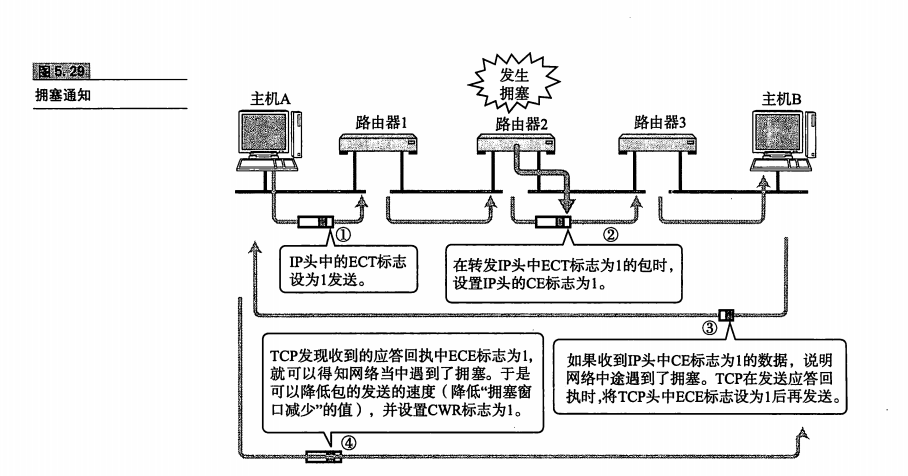 图5.29
拥塞通知
发生
拥塞
主机A
主机B
路由器1
路由器2
路由器3
①
②
IP头中的ECT标志
设为1发送。
在转发IP头中ECT标志为1的包时，
设置IP头的CE标志为1。
③
TCP发现收到的应答回执中ECE标志为1，
就可以得知网络当中遇到了拥塞。于是
可以降低包的发送的速度（降低“拥塞窗
口减少”的值），并设置CWR标志为1。
如果收到IP头中CE标志为1的数据，说明
网络中途遇到了拥塞。TCP在发送应答回
执时,将TCP头中ECE标志设为1后再发送。
④